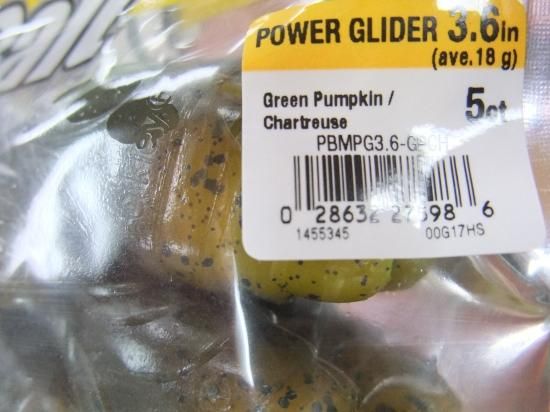 POWER GLIDER 3.6in
(ave.18 g)
Green Pumpkin /
Chartreuse
5ct
PBMPG3.6-GPCH
0 28632 27598 6
1455345 00G17HS